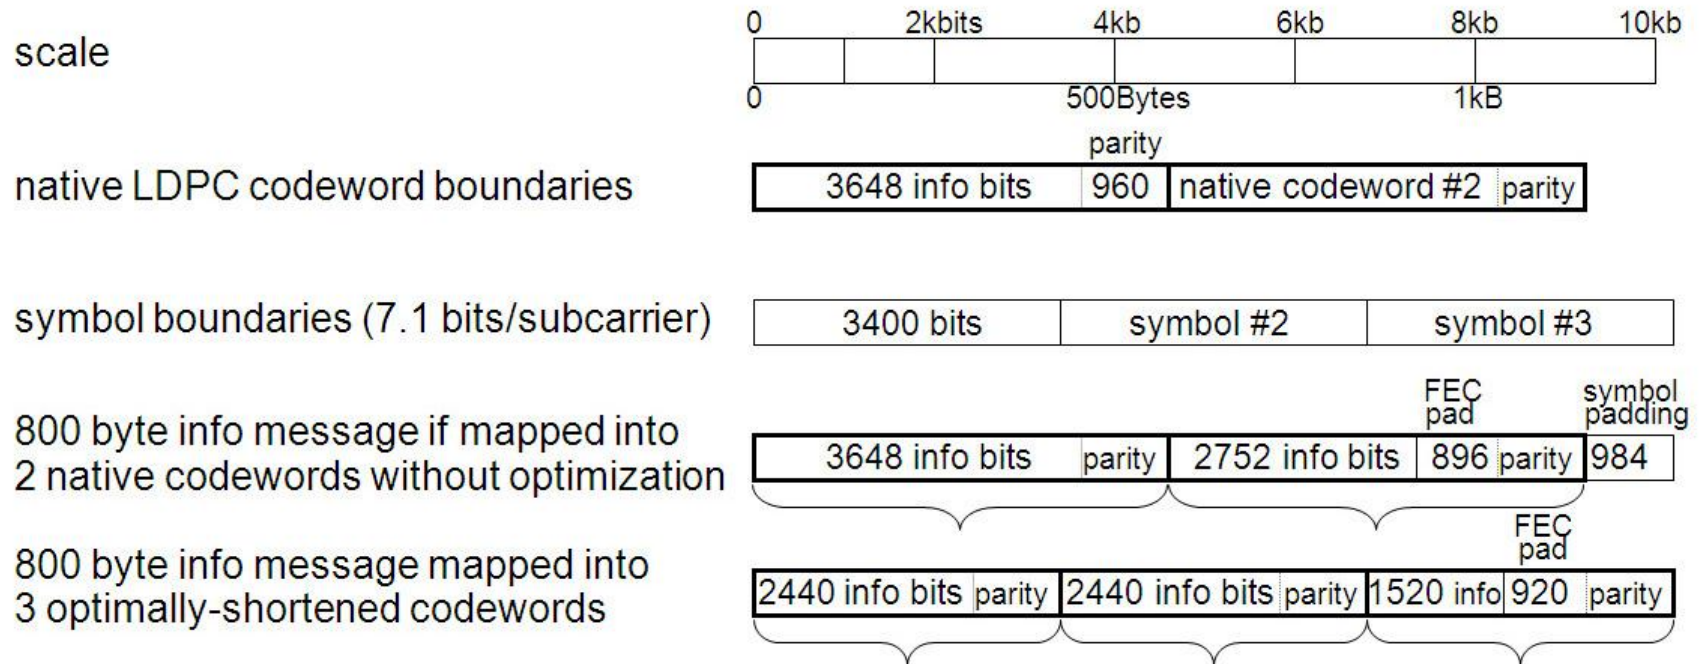 0 2kbits 4kb 6kb 8kb 10kb
scale
0 500Bytes 1kB
parity
native LDPC codeword boundaries 3648 info bits 960 native codeword #2 parity
symbol boundaries (7.1 bits/subcarrier) 3400 bits symbol #2 symbol #3
FEC symbol
pad padding
800 byte info message if mapped into
2 native codewords without optimization
3648 info bits parity 2752 info bits 896 parity 984
FEC
pad
800 byte info message mapped into
3 optimally-shortened codewords
2440 info bits parity 2440 info bits parity 1520 info 920 parity